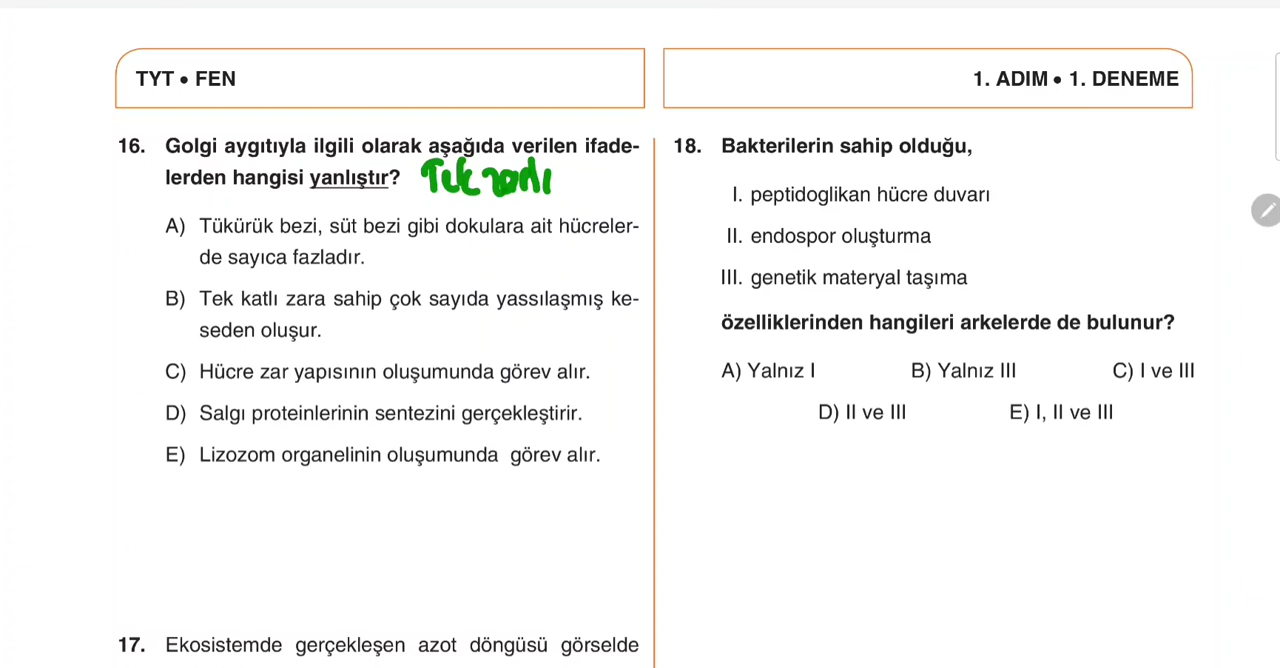 TYT • FEN
1. ADIM • 1. DENEME
16. Golgi aygıtıyla ilgili olarak aşağıda verilen ifade-
lerden hangisi yanlıştır? Tek zarlı
A) Tükürük bezi, süt bezi gibi dokulara ait hücreler-
de sayıca fazladır.
B) Tek katlı zara sahip çok sayıda yassılaşmış ke-
seden oluşur.
C) Hücre zar yapısının oluşumunda görev alır.
D) Salgı proteinlerinin sentezini gerçekleştirir.
E) Lizozom organelinin oluşumunda görev alır.
17. Ekosistemde gerçekleşen azot döngüsü görselde
18. Bakterilerin sahip olduğu,
I. peptidoglikan hücre duvarı
II. endospor oluşturma
III. genetik materyal taşıma
özelliklerinden hangileri arkelerde de bulunur?
A) Yalnız I B) Yalnız III C) I ve III
D) II ve III E) I, II ve III